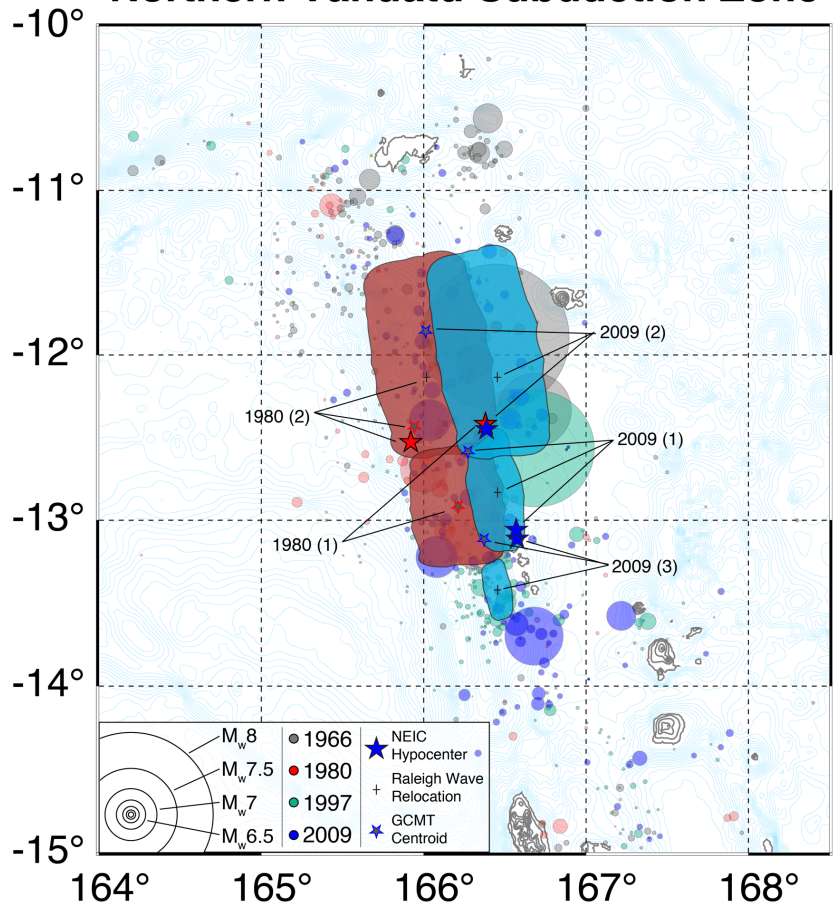 -10°
-11°
-12°
2009 (2)
1980 (2)
2009 (1)
-13°
1980 (1)
2009 (3)
-14°
Mw8
Mw7.5
Mw7
Mw6.5
1966
1980
1997
2009
NEIC
Hypocenter
Raleigh Wave
Relocation
GCMT
Centroid
-15°
164° 165° 166° 167° 168°